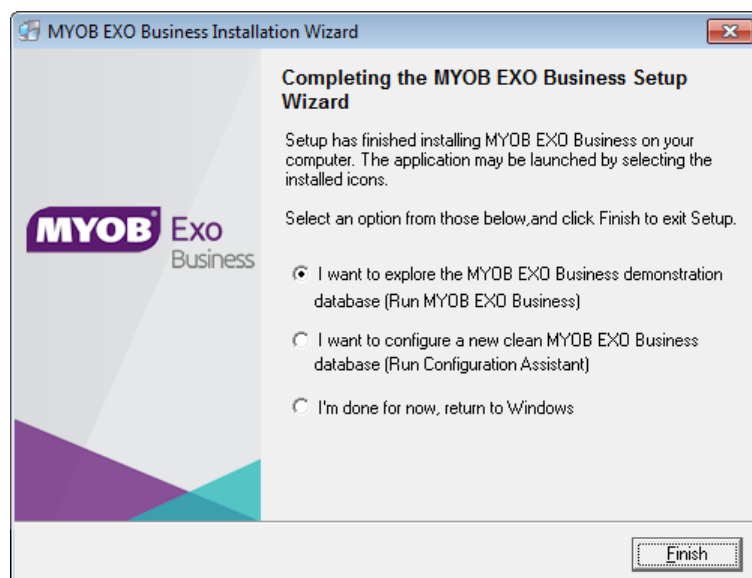 MYOB EXO Business Installation Wizard
Completing the MYOB EXO Business Setup
Wizard
Setup has finished installing MYOB EXO Business on your
computer. The application may be launched by selecting the
installed icons.
Select an option from those below,and click Finish to exit Setup.
MYOB Exo
Business
I want to explore the MYOB EXO Business demonstration
database (Run MYOB EXO Business)
I want to configure a new clean MYOB EXO Business
database (Run Configuration Assistant)
I'm done for now, return to Windows
Finish